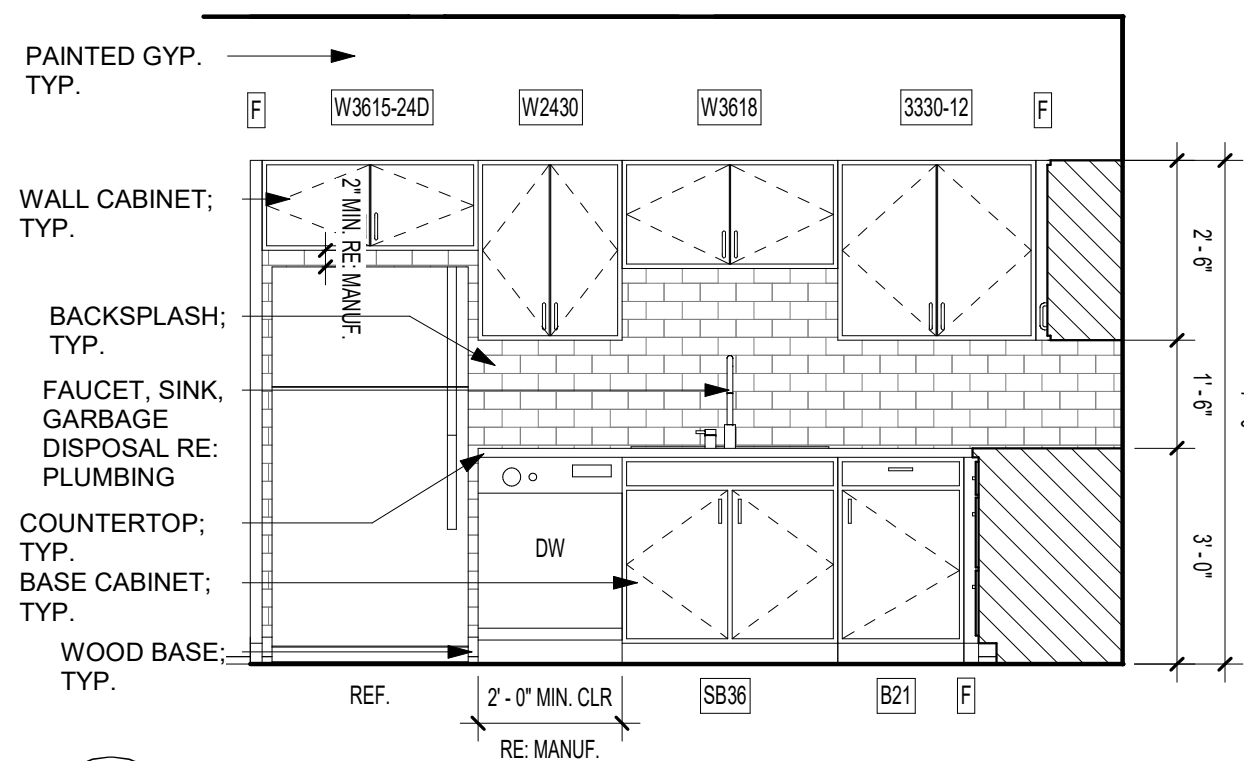 PAINTED GYP.
TYP.
F
W3615-24D
W2430
W3618
3330-12
F
WALL CABINET;
TYP.
2" MIN. RE: MANUF.
2' - 6"
BACKSPLASH;
TYP.
1' - 6"
FAUCET, SINK,
GARBAGE
DISPOSAL RE:
PLUMBING
COUNTERTOP;
TYP.
DW
3' - 0"
BASE CABINET;
TYP.
WOOD BASE;
TYP.
REF.
2' - 0" MIN. CLR
RE: MANUF.
SB36
B21
F